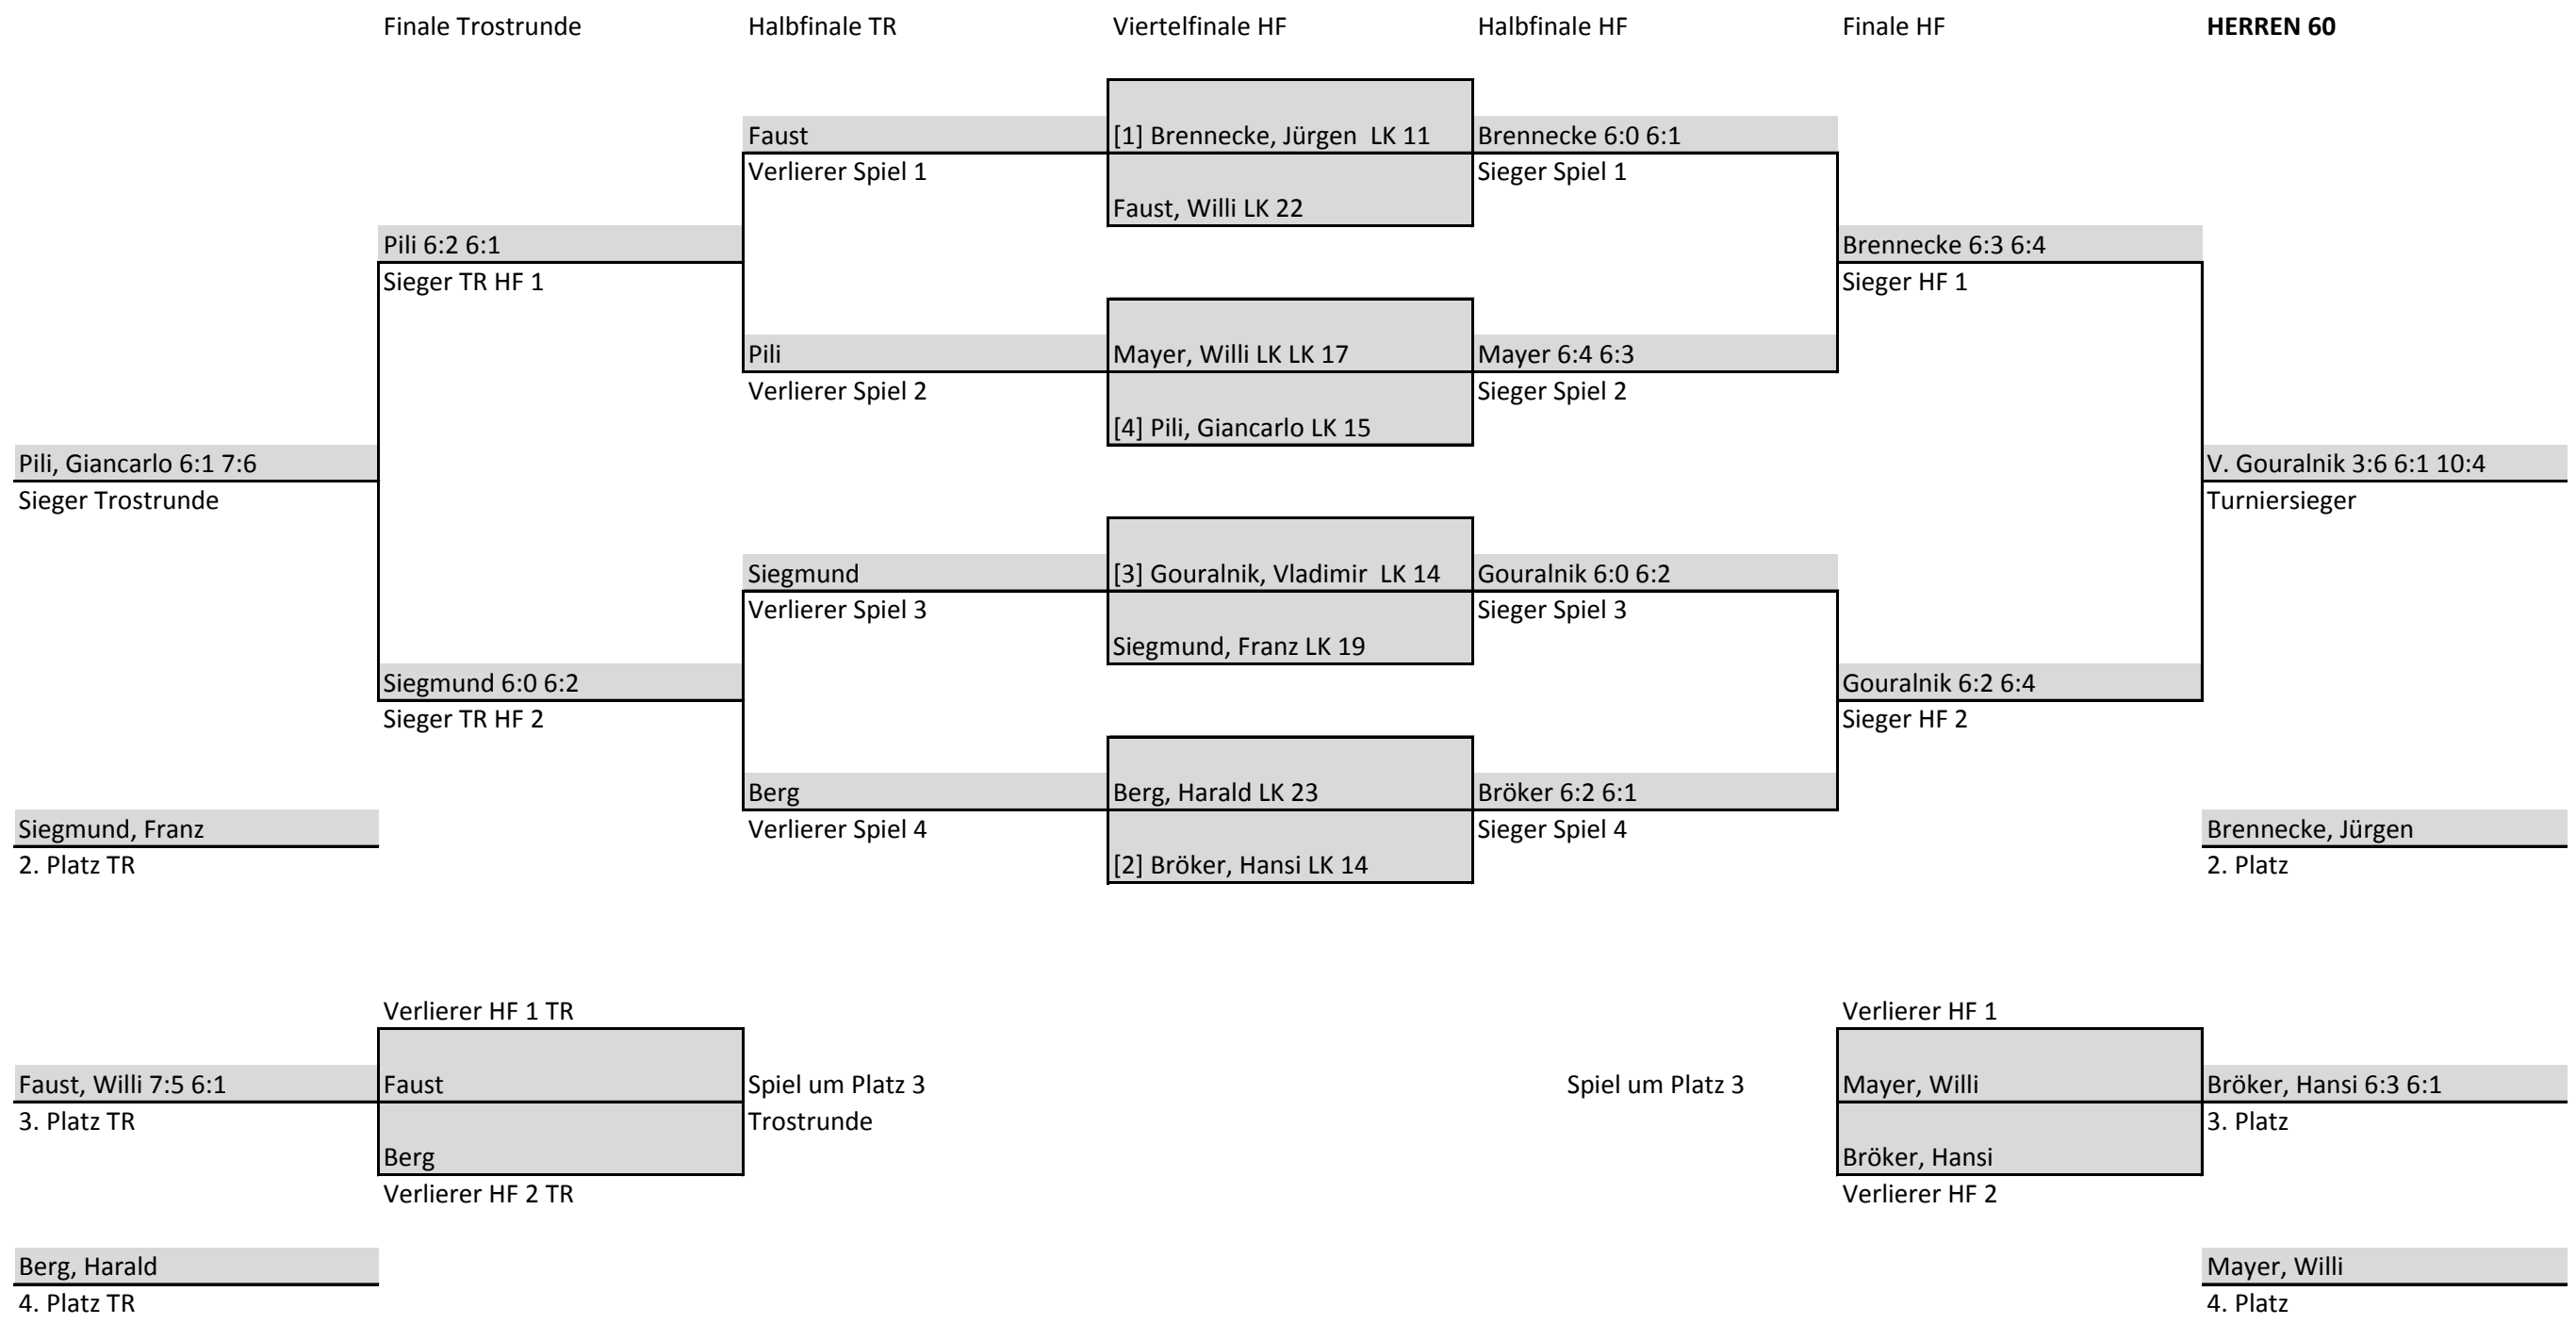 Finale Trostrunde Halbfinale TR Viertelfinale HF Halbfinale HF Finale HF HERREN 60
Faust [1] Brennecke, Jürgen  LK 11 Brennecke 6:0 6:1
Verlierer Spiel 1 Sieger Spiel 1
Faust, Willi LK 22
Pili 6:2 6:1 Brennecke 6:3 6:4
Sieger TR HF 1 Sieger HF 1
Pili Mayer, Willi LK LK 17 Mayer 6:4 6:3
Verlierer Spiel 2 Sieger Spiel 2
[4] Pili, Giancarlo LK 15
Pili, Giancarlo 6:1 7:6 V. Gouralnik 3:6 6:1 10:4
Sieger Trostrunde Turniersieger
Siegmund [3] Gouralnik, Vladimir  LK 14 Gouralnik 6:0 6:2
Verlierer Spiel 3 Sieger Spiel 3
Siegmund, Franz LK 19
Siegmund 6:0 6:2 Gouralnik 6:2 6:4
Sieger TR HF 2 Sieger HF 2
Berg Berg, Harald LK 23 Bröker 6:2 6:1
Siegmund, Franz Verlierer Spiel 4 Sieger Spiel 4 Brennecke, Jürgen
2. Platz TR [2] Bröker, Hansi LK 14 2. Platz
Verlierer HF 1 TR Verlierer HF 1
Faust, Willi 7:5 6:1 Faust Spiel um Platz 3 Spiel um Platz 3 Mayer, Willi Bröker, Hansi 6:3 6:1
3. Platz TR Trostrunde 3. Platz
Berg Bröker, Hansi
Verlierer HF 2 TR Verlierer HF 2
Berg, Harald Mayer, Willi
4. Platz TR 4. Platz